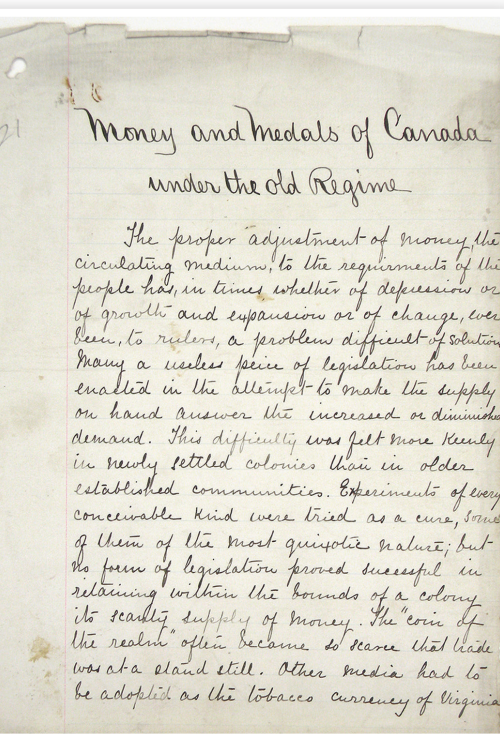 21
Money and Medals of Canada
under the old Regime
The proper adjustment of money, the
circulating medium, to the requirments of the
people has, in times whether of depression or
of growth and expansion or of change, ever
been, to rulers, a problem difficult of solution
Many a useless peice of legislation has been
enacted in the attempt to make the supply
on hand answer the increased or diminished
demand. This difficulty was felt more keenly
in newly settled colonies than in older
established communities. Experiments of every
conceivable kind were tried as a cure, some
of them of the most quixotic nature; but
no form of legislation proved sucessful in
retaining within the bounds of a colony
its scanty supply of money. The "coin of
the realm" often became so scarce that trade
was at a stand still. Other media had to
be adopted as the tobacco currency of Virginia